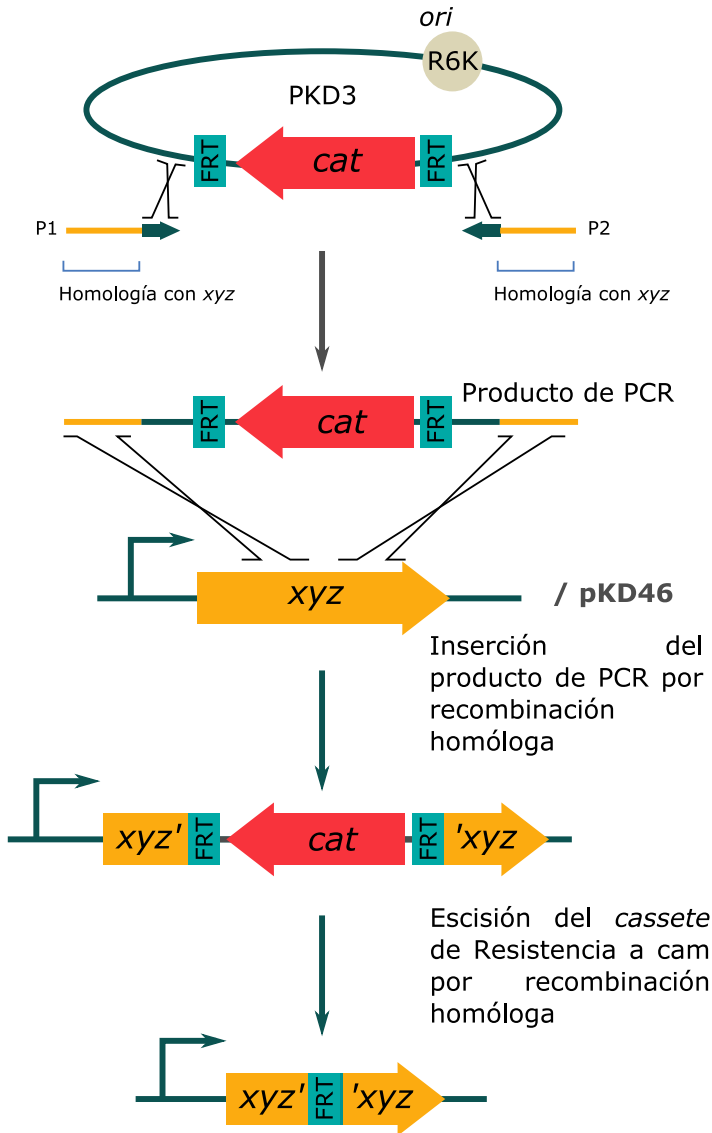 ori
R6K
PKD3
FRT
cat
FRT
P1
P2
Homología con xyz
Homología con xyz
Producto de PCR
FRT
cat
FRT
xyz
/ pKD46
Inserción del
producto de PCR por
recombinación
homóloga
xyz'
FRT
cat
FRT
'xyz
Escisión del cassete
de Resistencia a cam
por recombinación
homóloga
xyz'
FRT
'xyz